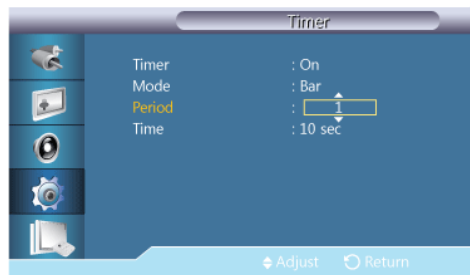 Timer
Timer : On
Mode : Bar
Period : 1
Time : 10 sec
Adjust Return